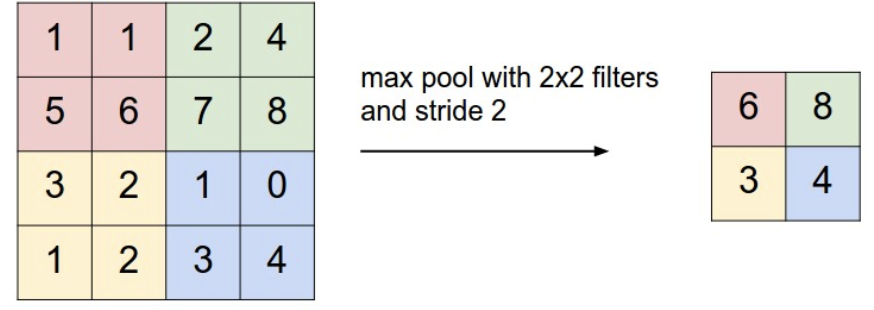 1 1 2 4
5 6 7 8
3 2 1 0
1 2 3 4
max pool with 2x2 filters
and stride 2
6 8
3 4